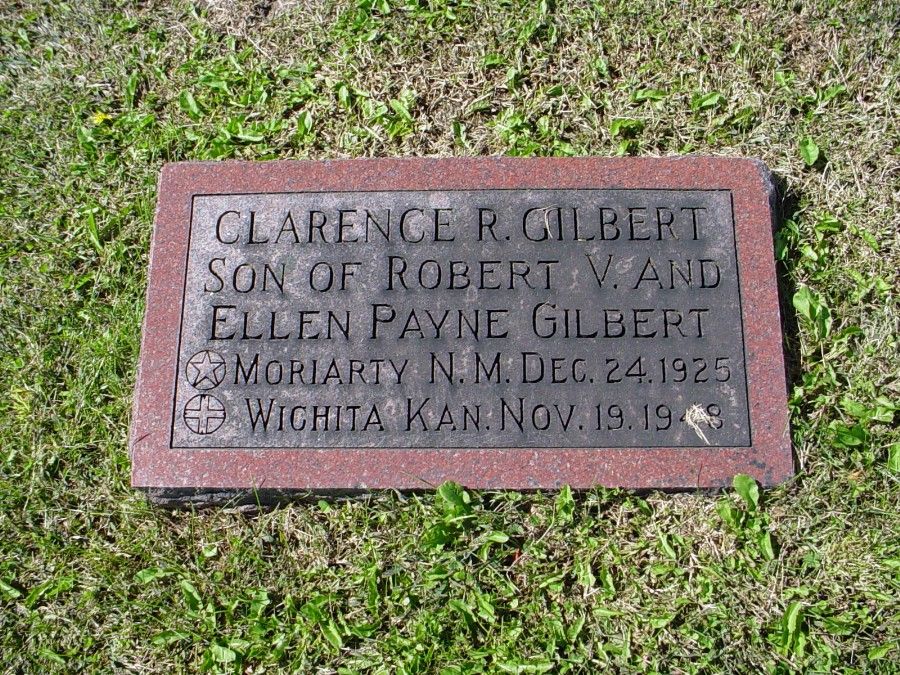 CLARENCE R. GILBERT
SON OF ROBERT V. AND
ELLEN PAYNE GILBERT
MORIARTY N.M. DEC. 24. 1925
WICHITA KAN. NOV. 19. 1948